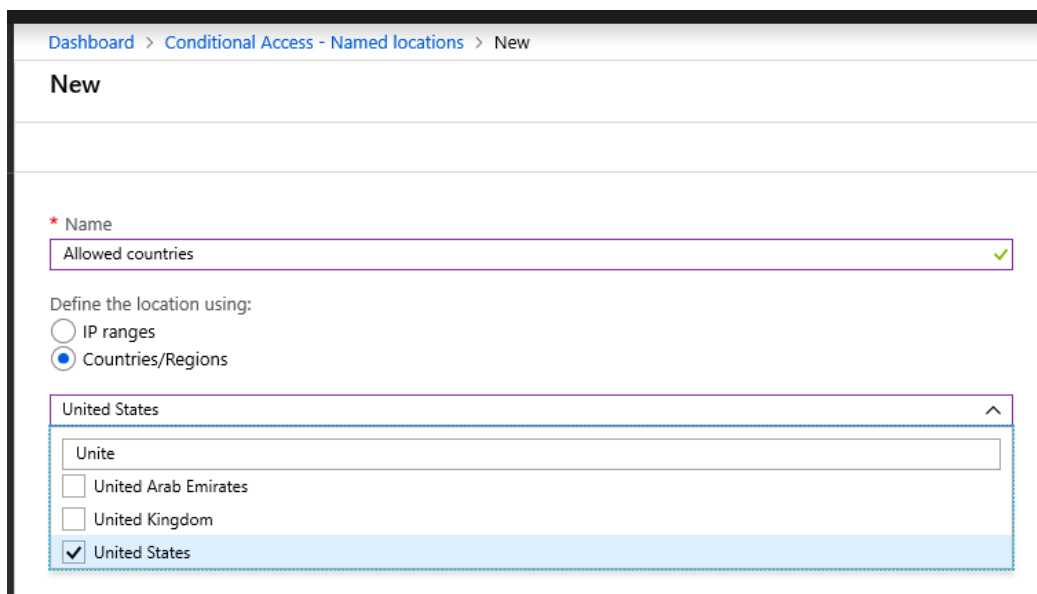 Dashboard > Conditional Access - Named locations > New
New
* Name
Allowed countries
Define the location using:
IP ranges
Countries/Regions
United States
Unite
United Arab Emirates
United Kingdom
United States